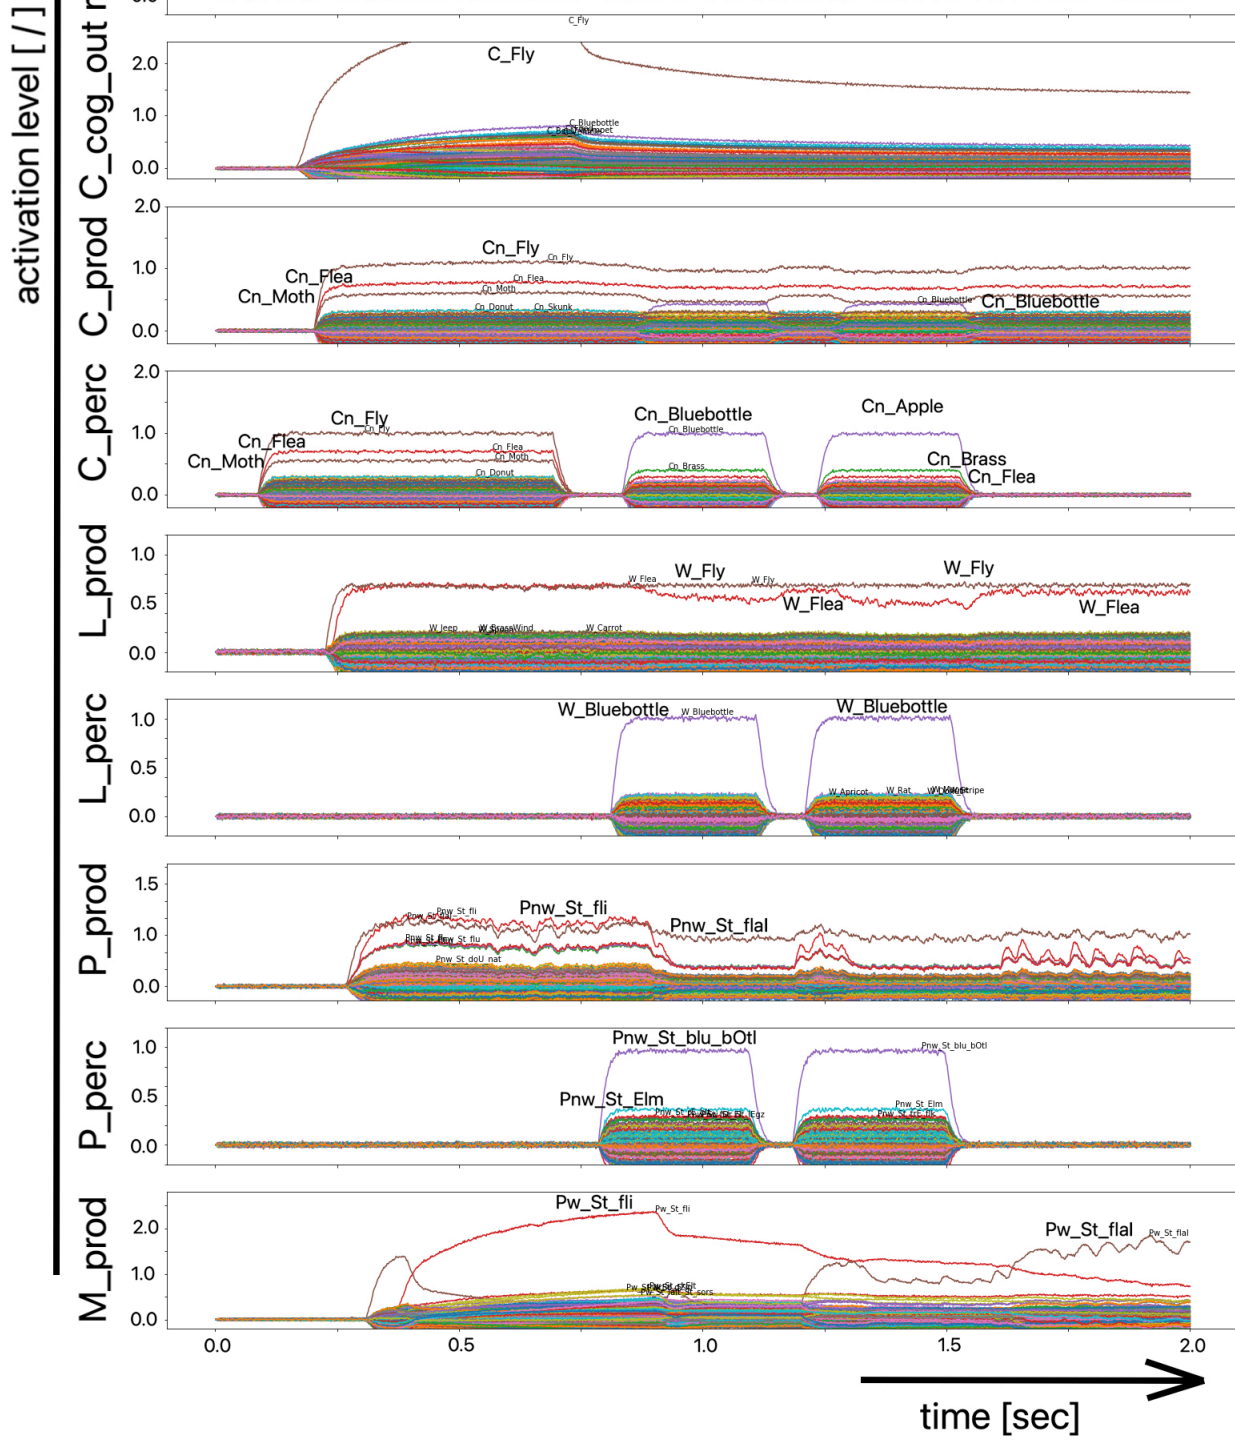 activation level [ / ]
C_cog_out
C_Fly
2.0
1.0
0.0
C_Fly
C_Bluebottle
C_prod
2.0
1.0
0.0
Cn_Fly
Cn_Fly
Cn_Flea
Cn_Flea
Cn_Moth
Cn_Moth
Cn_Donut
Cn_Skunk
Cn_Bluebottle
Cn_Bluebottle
C_perc
2.0
1.0
0.0
Cn_Fly
Cn_Fly
Cn_Flea
Cn_Flea
Cn_Moth
Cn_Moth
Cn_Donut
Cn_Bluebottle
Cn_Bluebottle
Cn_Brass
Cn_Apple
Cn_Brass
Cn_Flea
L_prod
1.0
0.5
0.0
W_Flea
W_Fly
W_Fly
W_Fly
W_Flea
W_Flea
W_Jeep
W_BrassWind
W_Carrot
L_perc
1.0
0.5
0.0
W_Bluebottle
W_Bluebottle
W_Bluebottle
W_Apricot
W_Rat
P_prod
1.5
1.0
0.0
Pnw_St_fli
Pnw_St_fli
Pnw_St_flaI
Pnw_St_flu
Pnw_St_doU_nat
P_perc
1.0
0.5
0.0
Pnw_St_blu_bOtl
Pnw_St_blu_bOtl
Pnw_St_Elm
Pnw_St_Elm
M_prod
2.0
1.0
0.0
Pw_St_fli
Pw_St_fli
Pw_St_flaI
Pw_St_flaI
0.0
0.5
1.0
1.5
2.0
time [sec]